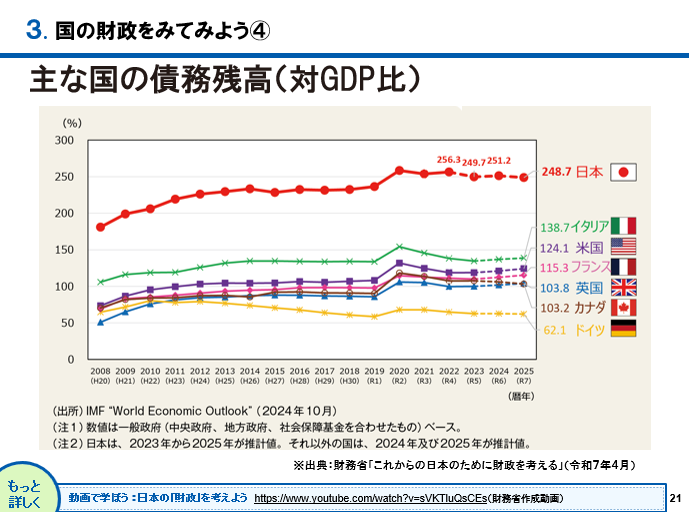 3. 国の財政をみてみよう④
主な国の債務残高（対GDP比）
(%)
300
250
200
150
100
50
0
256.3 249.7 251.2
248.7 日本
138.7 イタリア
124.1 米国
115.3 フランス
103.8 英国
103.2 カナダ
62.1 ドイツ
2008 2009 2010 2011 2012 2013 2014 2015 2016 2017 2018 2019 2020 2021 2022 2023 2024 2025
(H20) (H21) (H22) (H23) (H24) (H25) (H26) (H27) (H28) (H29) (H30) (R1) (R2) (R3) (R4) (R5) (R6) (R7)
(暦年)
（出所）IMF “World Economic Outlook”（2024年10月）
（注１）数値は一般政府（中央政府、地方政府、社会保障基金を合わせたもの）ベース。
（注２）日本は、2023年から2025年が推計値。それ以外の国は、2024年及び2025年が推計値。
※出典：財務省「これからの日本のために財政を考える」（令和7年4月）
もっと
詳しく
動画で学ぼう：日本の「財政」を考えよう https://www.youtube.com/watch?v=sVKTIuQsCEs（財務省作成動画）
21